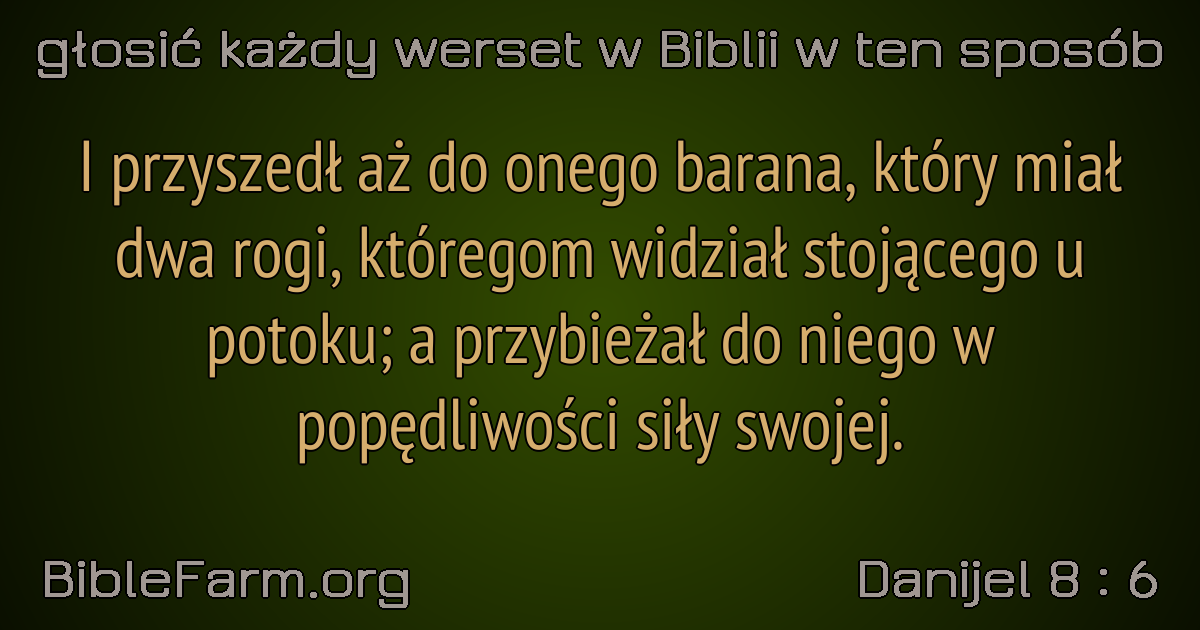 głosić każdy werset w Biblii w ten sposób
I przyszedł aż do onego barana, który miał
dwa rogi, któregom widział stojącego u
potoku; a przybieżał do niego w
popędliwości siły swojej.
BibleFarm.org
Danijel 8 : 6